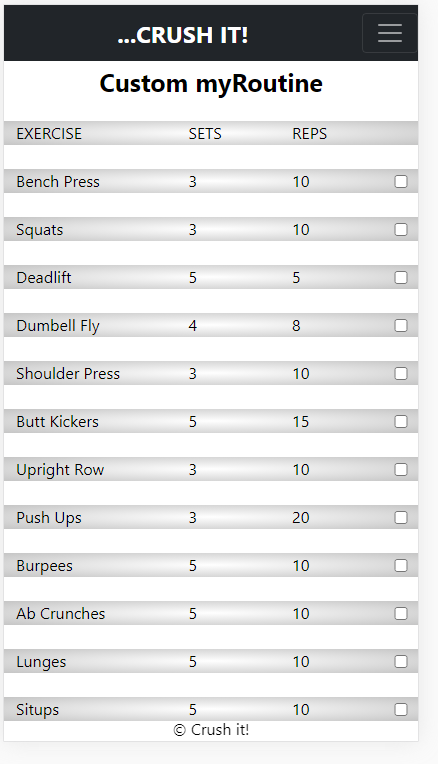 ...CRUSH IT!
Custom myRoutine
EXERCISE SETS REPS
Bench Press 3 10
Squats 3 10
Deadlift 5 5
Dumbell Fly 4 8
Shoulder Press 3 10
Butt Kickers 5 15
Upright Row 3 10
Push Ups 3 20
Burpees 5 10
Ab Crunches 5 10
Lunges 5 10
Situps 5 10
© Crush it!